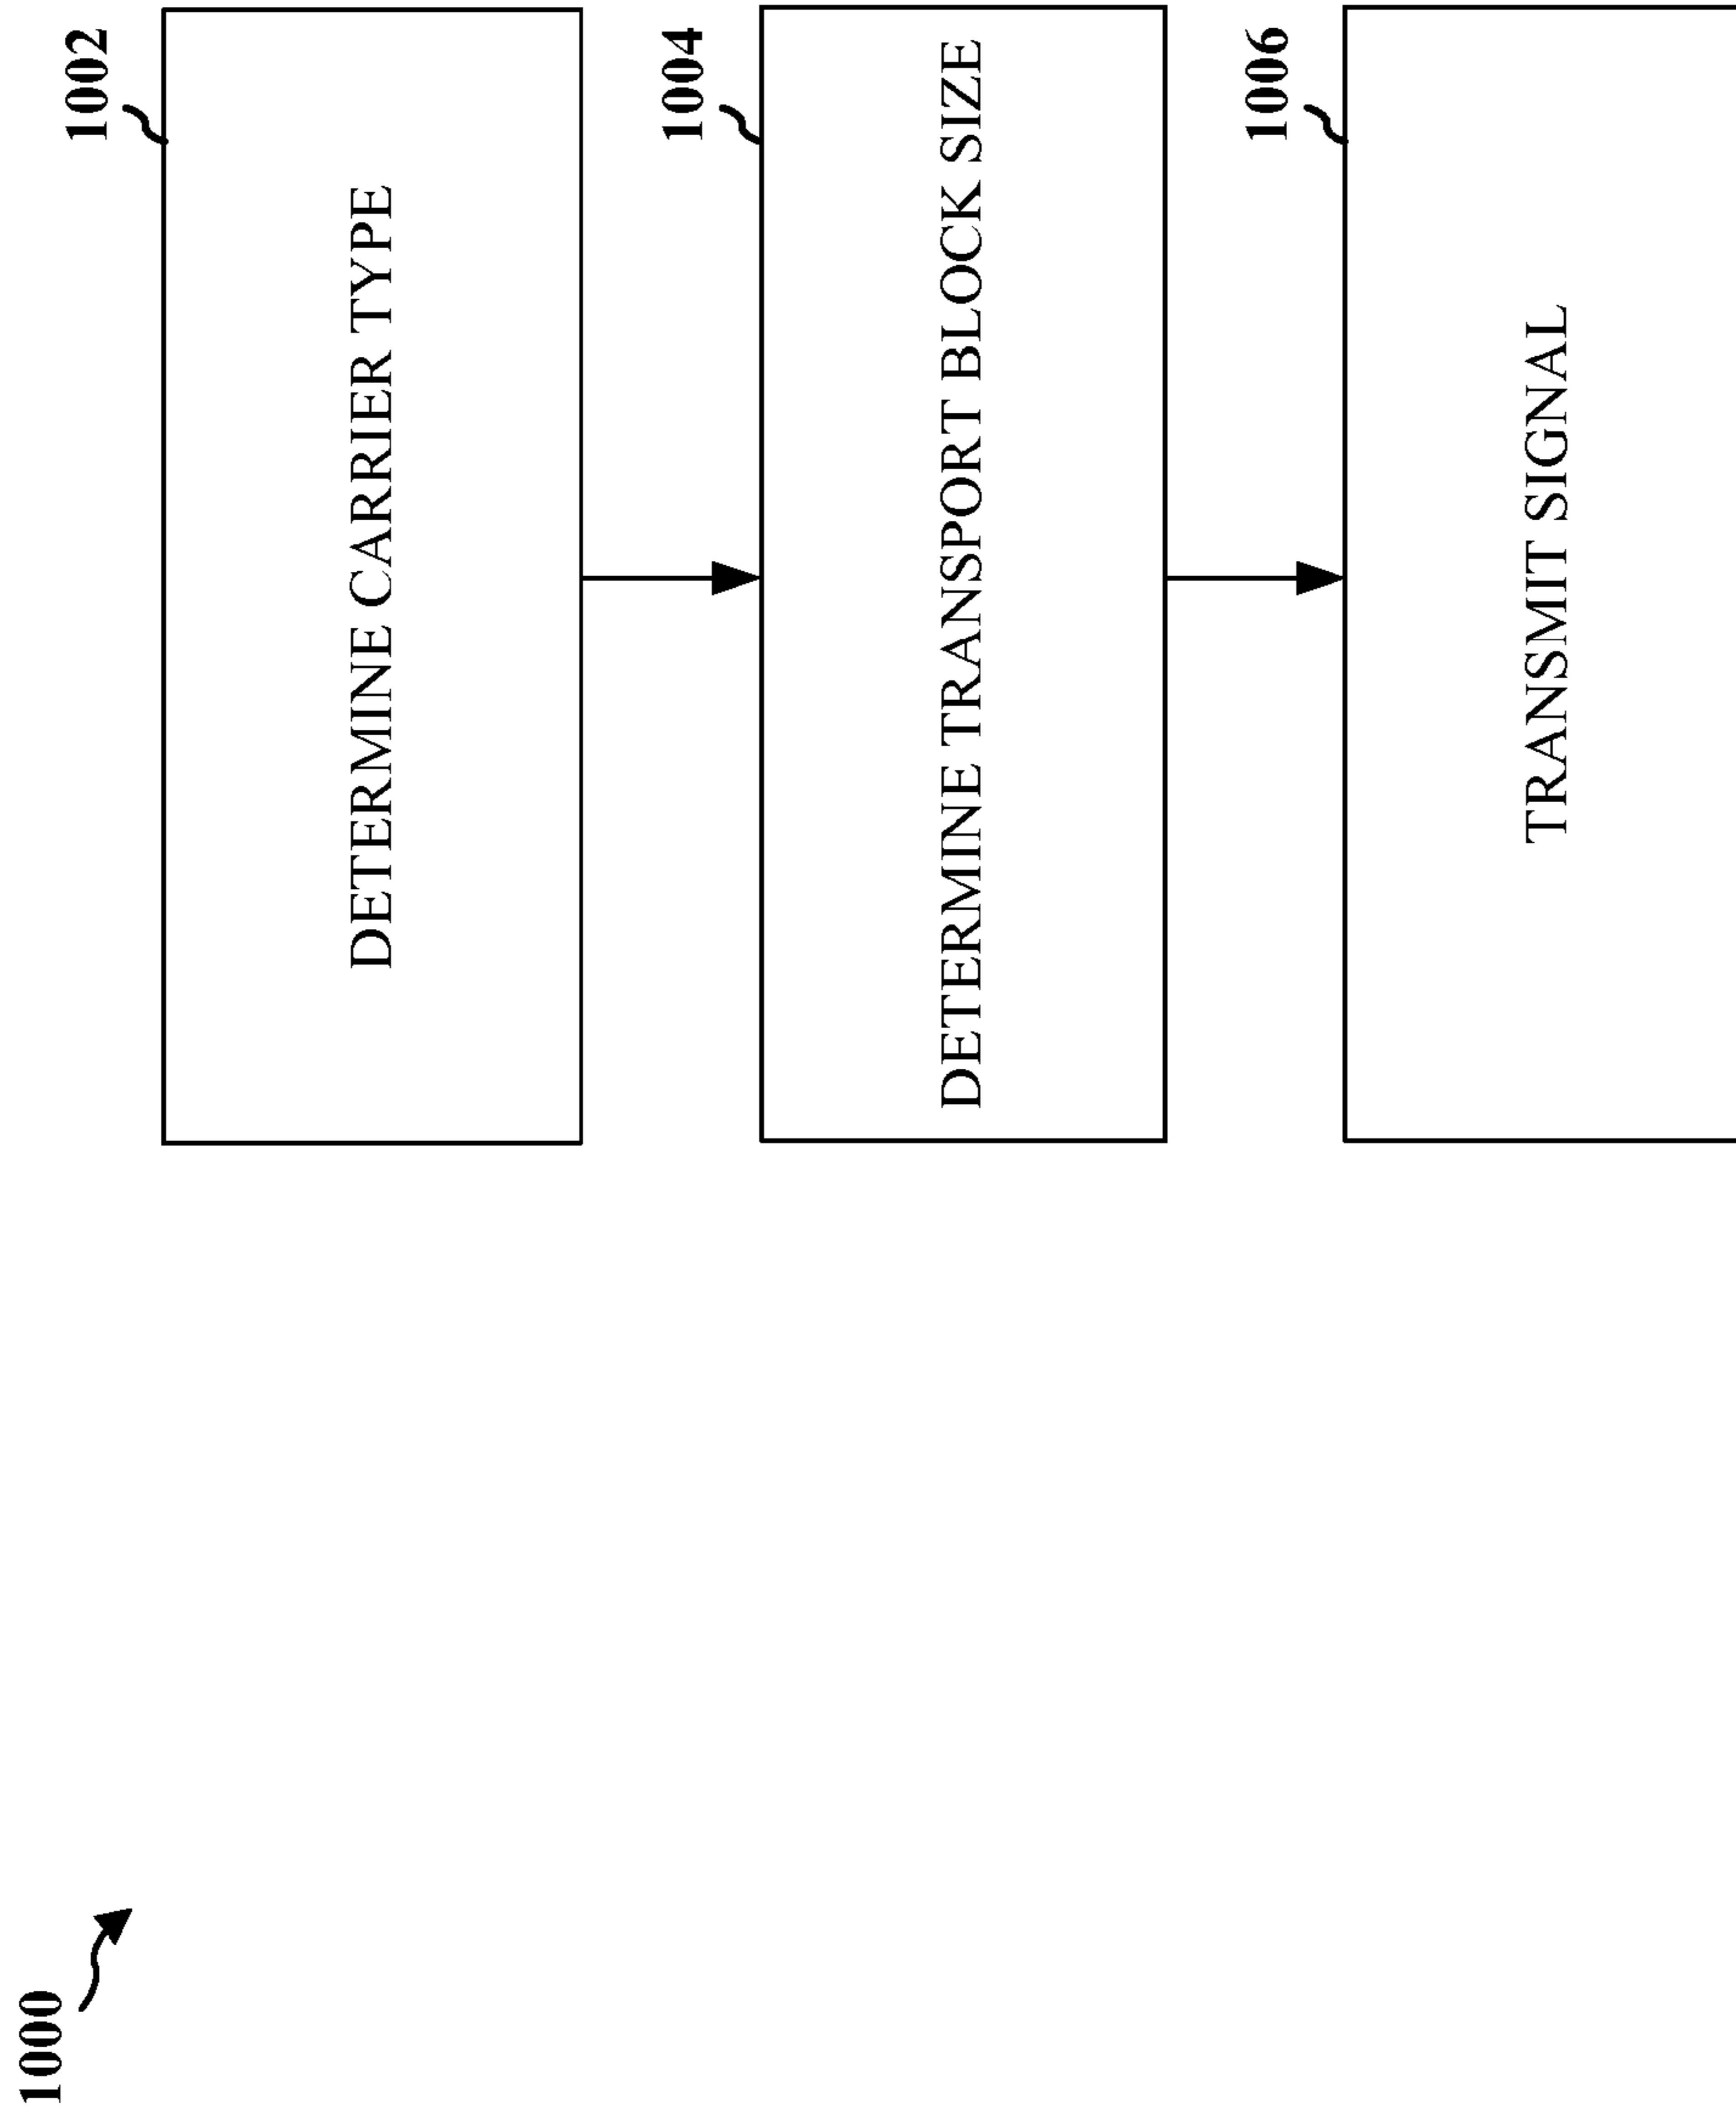 1000
1002
DETERMINE CARRIER TYPE
1004
DETERMINE TRANSPORT BLOCK SIZE
1006
TRANSMIT SIGNAL